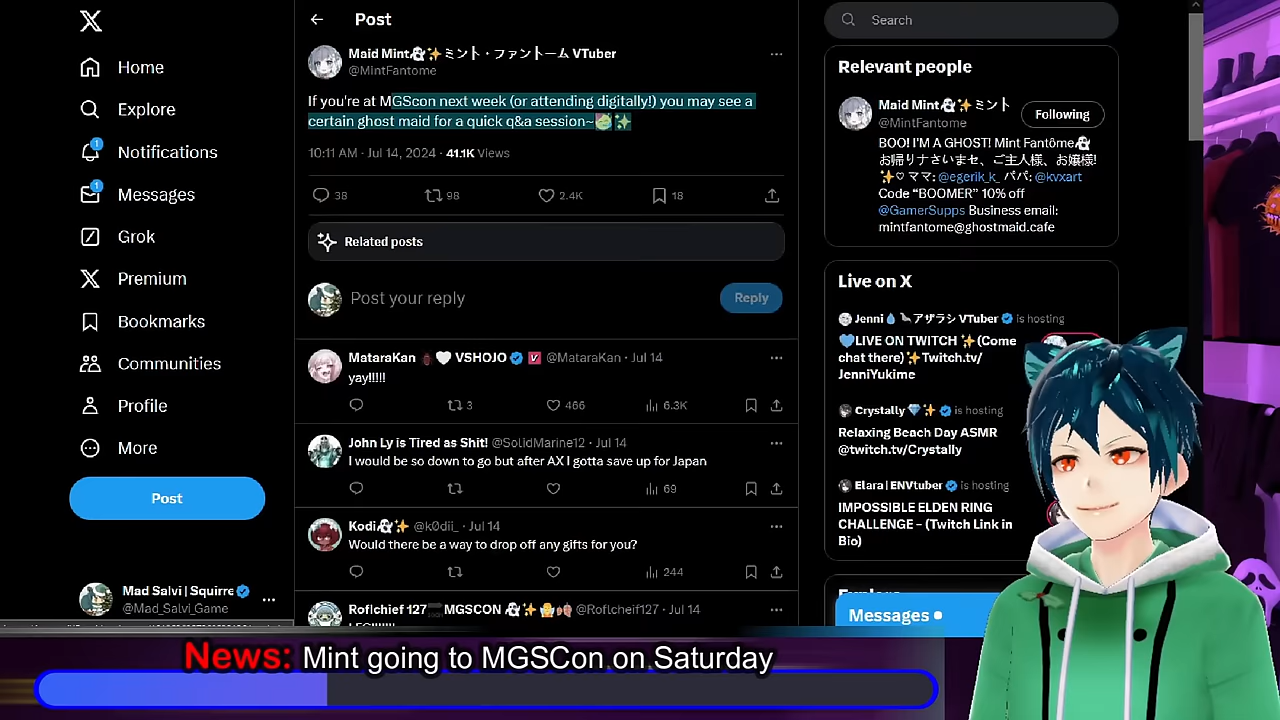 Home
Explore
1
Notifications
1
Messages
Grok
Premium
Bookmarks
Communities
Profile
More
Post
Mad Salvi | Squirre
@Mad_Salvi_Game
Post
Maid Mint👻✨ミント・ファントーム VTuber
@MintFantome
If you're at MGScon next week (or attending digitally!) you may see a
certain ghost maid for a quick q&a session~🍵✨
10:11 AM · Jul 14, 2024 · 41.1K Views
38
98
2.4K
18
Related posts
Post your reply
Reply
MataraKan 🐞🤍 VSHOJO @MataraKan · Jul 14
yay!!!!!
3
466
6.3K
John Ly is Tired as Shit! @SolidMarine12 · Jul 14
I would be so down to go but after AX I gotta save up for Japan
69
Kodi👻✨ @k0dii_ · Jul 14
Would there be a way to drop off any gifts for you?
244
Roflchief 127 MGSCON 👻✨ @Roflcheif127 · Jul 14
Search
Relevant people
Maid Mint👻✨ミント
@MintFantome
Following
BOO! I'M A GHOST! Mint Fantôme👻
お帰りナさいまセ、ご主人様、お嬢様!
✨♡ ママ: @egerik_k_ パパ: @kvxart
Code “BOOMER” 10% off
@GamerSupps Business email:
mintfantome@ghostmaid.cafe
Live on X
Jenni💧🦭アザラシ VTuber is hosting
💙LIVE ON TWITCH ✨(Come
chat there)✨Twitch.tv/
JenniYukime
Crystally 💎✨ is hosting
Relaxing Beach Day ASMR
@twitch.tv/Crystally
Elara | ENVtuber is hosting
IMPOSSIBLE ELDEN RING
CHALLENGE - (Twitch Link in
Bio)
Messages
News: Mint going to MGSCon on Saturday